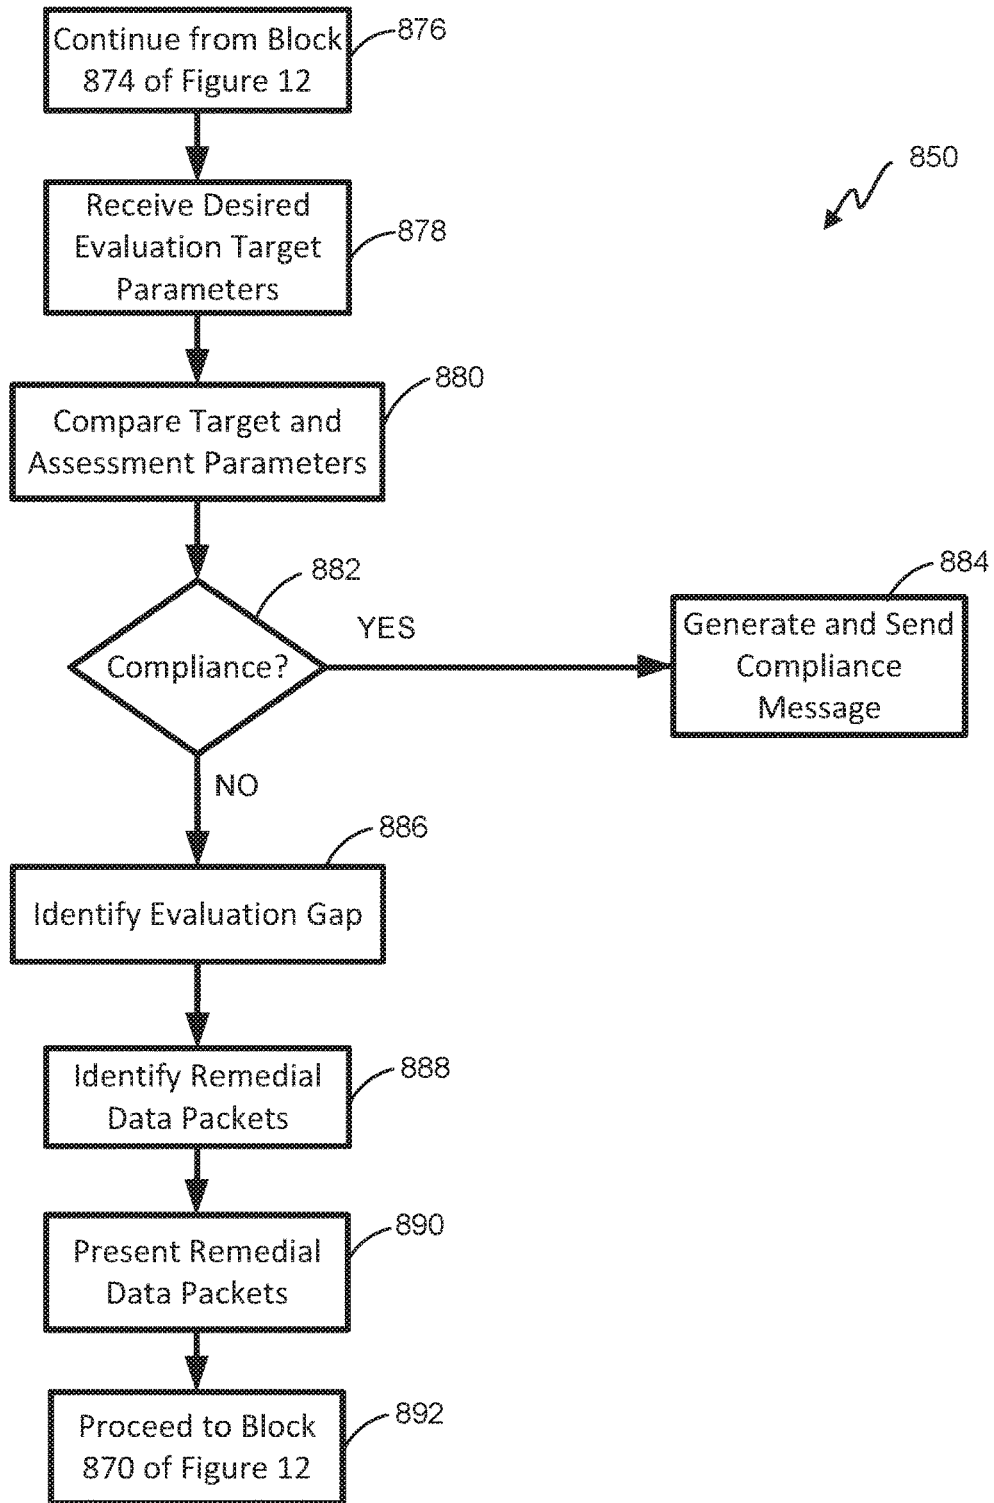 Continue from Block
874 of Figure 12
876
850
Receive Desired
Evaluation Target
Parameters
878
Compare Target and
Assessment Parameters
880
Compliance?
882
YES
Generate and Send
Compliance
Message
884
NO
Identify Evaluation Gap
886
Identify Remedial
Data Packets
888
Present Remedial
Data Packets
890
Proceed to Block
870 of Figure 12
892